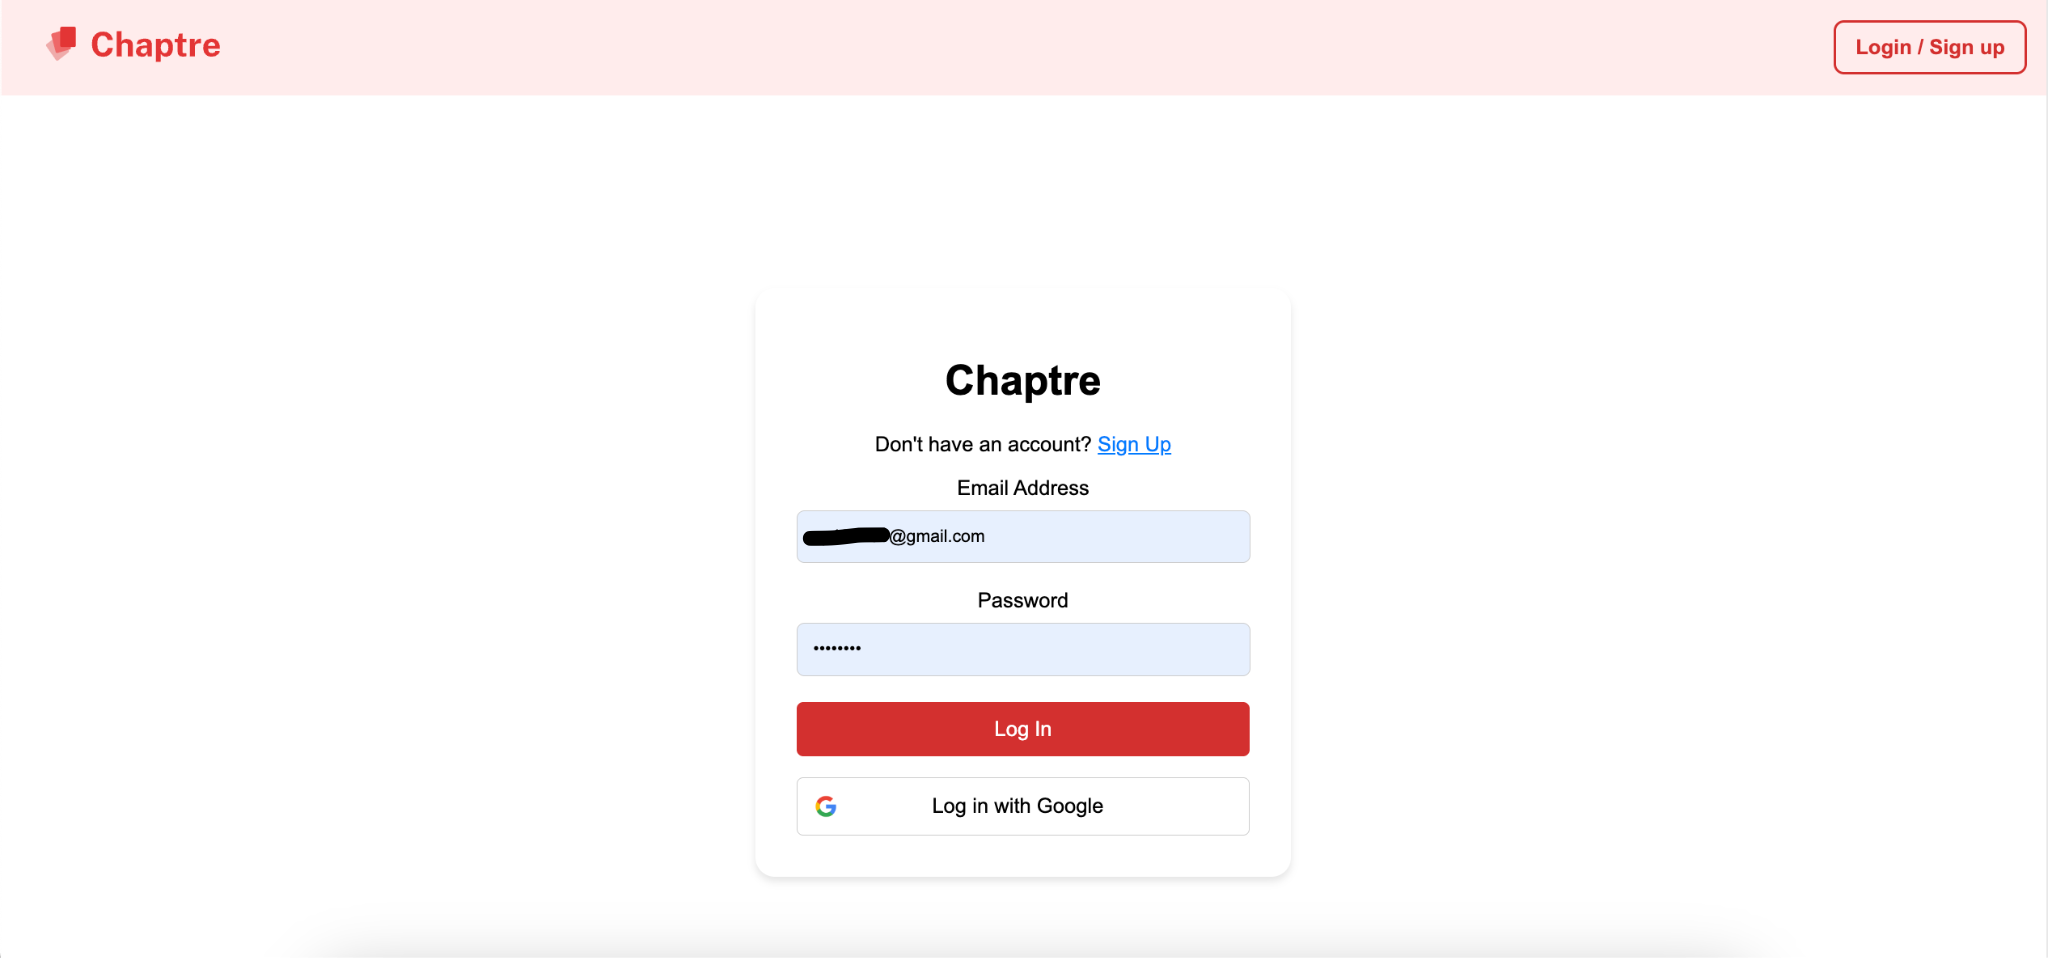 Chaptre
Login / Sign up
Chaptre
Don't have an account? Sign Up
Email Address
@gmail.com
Password
••••••••
Log In
Log in with Google